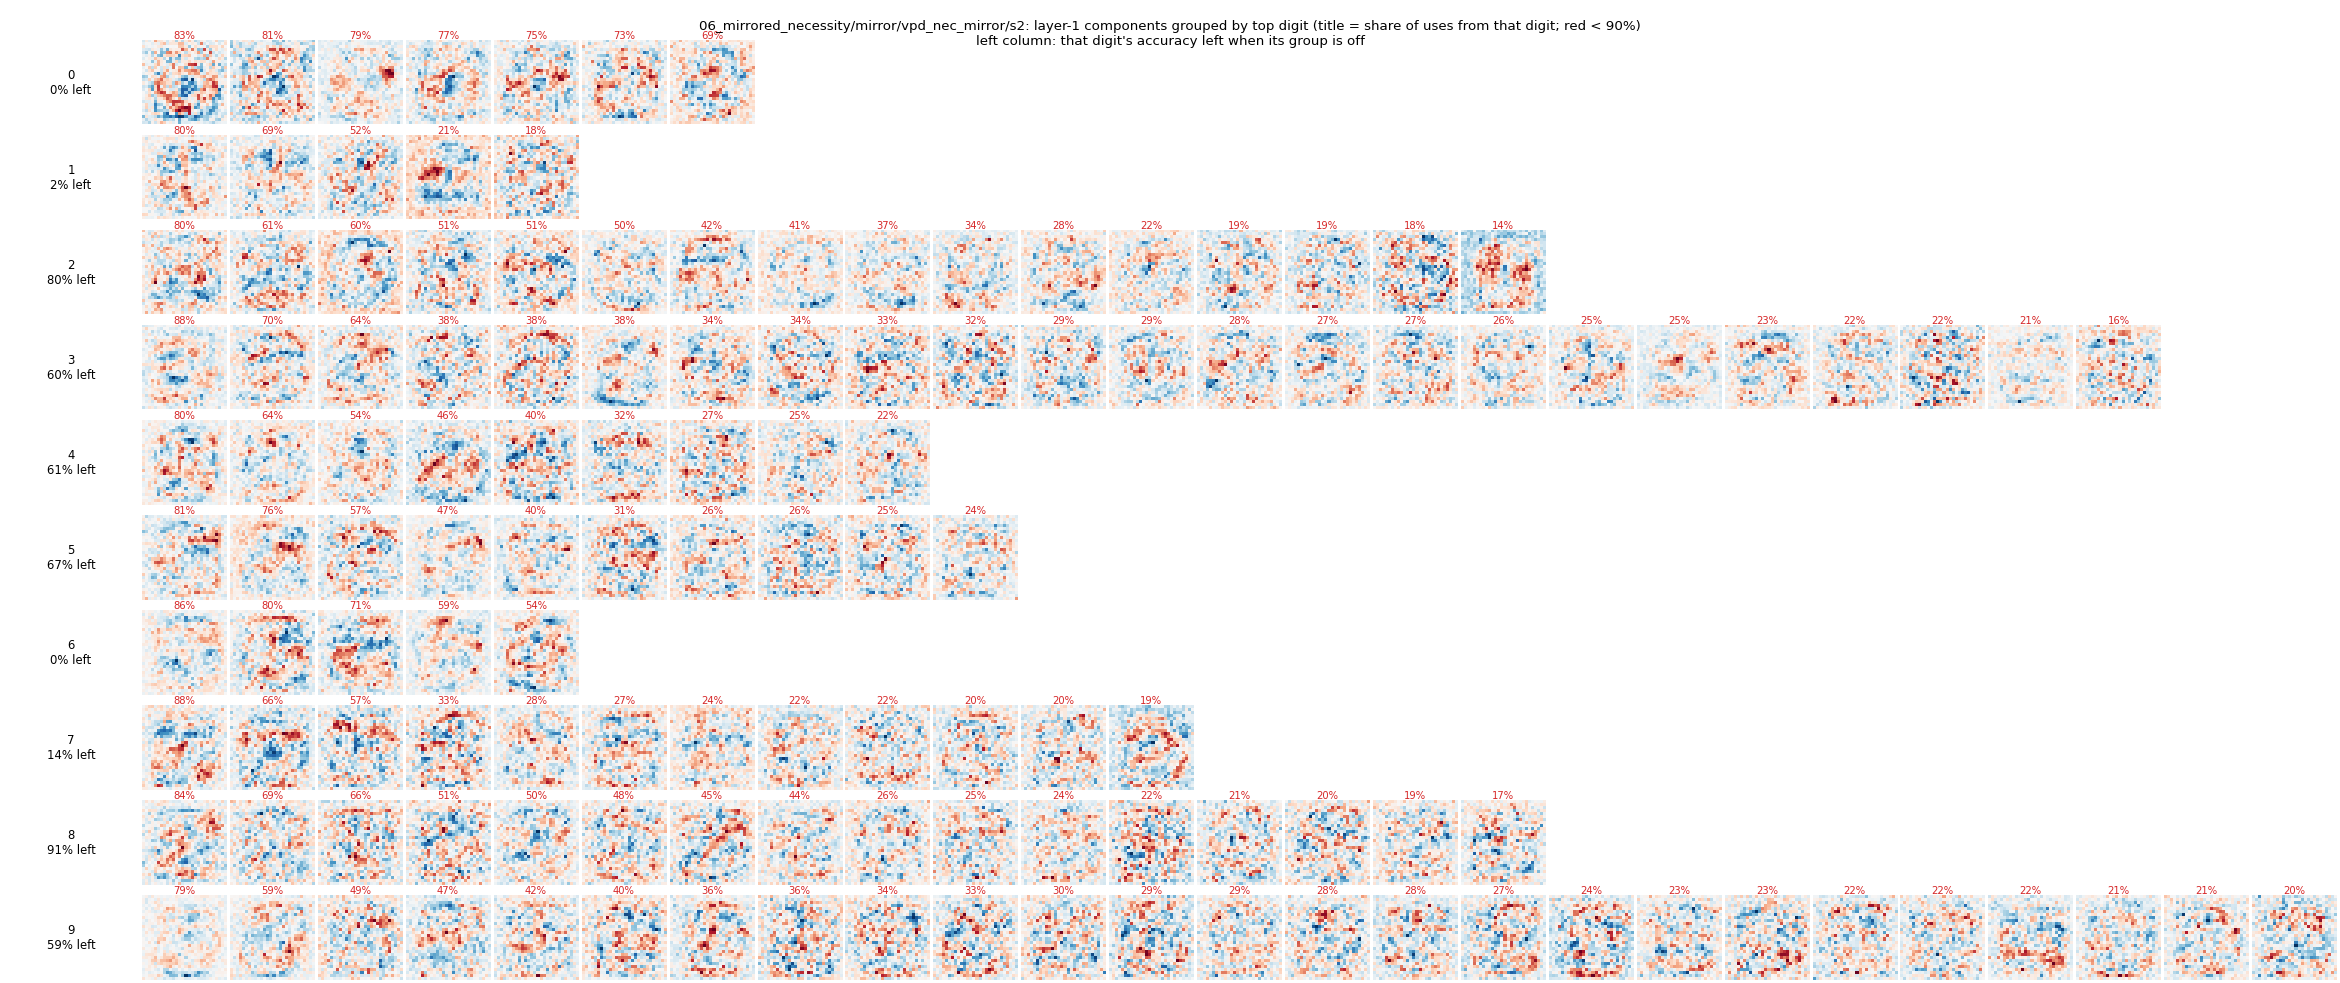 06_mirrored_necessity/mirror/vpd_nec_mirror/s2: layer-1 components grouped by top digit (title = share of uses from that digit; red < 90%)
left column: that digit's accuracy left when its group is off
83% 81% 79% 77% 75% 73% 69%
0
0% left
80% 69% 52% 21% 18%
1
2% left
80% 61% 60% 51% 51% 50% 42% 41% 37% 34% 28% 22% 19% 19% 18% 14%
2
80% left
88% 70% 64% 38% 38% 38% 34% 34% 33% 32% 29% 29% 28% 27% 27% 26% 25% 25% 23% 22% 22% 21% 16%
3
60% left
80% 64% 54% 46% 40% 32% 27% 25% 22%
4
61% left
81% 76% 57% 47% 40% 31% 26% 26% 25% 24%
5
67% left
86% 80% 71% 59% 54%
6
0% left
88% 66% 57% 33% 28% 27% 24% 22% 22% 20% 20% 19%
7
14% left
84% 69% 66% 51% 50% 48% 45% 44% 26% 25% 24% 22% 21% 20% 19% 17%
8
91% left
79% 59% 49% 47% 42% 40% 36% 36% 34% 33% 30% 29% 29% 28% 28% 27% 24% 23% 23% 22% 22% 22% 21% 21% 20%
9
59% left